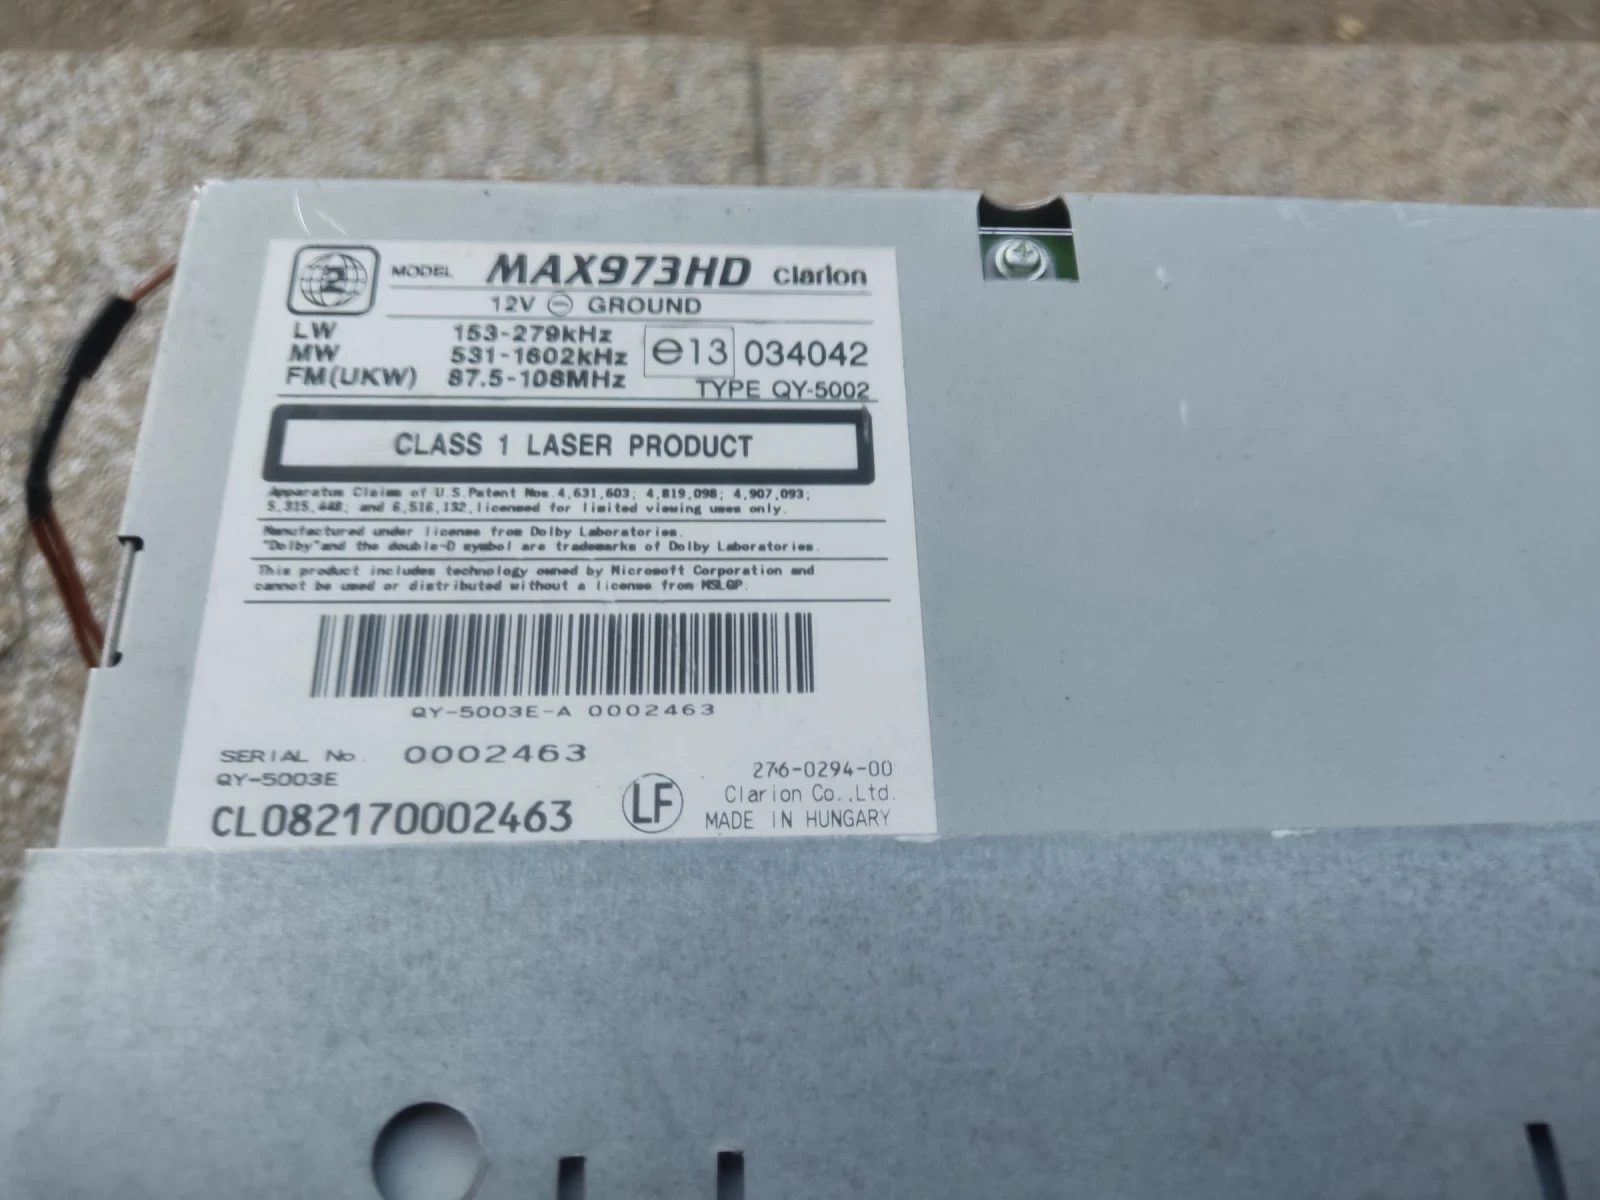 MODEL MAX973HD clarion
12V ⊖ GROUND
LW 153-279kHz
MW 531-1602kHz
FM(UKW) 87.5-108MHz
e13 034042
TYPE QY-5002
CLASS 1 LASER PRODUCT
Apparatus Claims of U.S.Patent Nos.4,631,603; 4,819,098; 4,907,093;
5,315,448; and 6,516,132,licensed for limited viewing uses only.
Manufactured under license from Dolby Laboratories.
"Dolby"and the double-D symbol are trademarks of Dolby Laboratories.
This product includes technology owned by Microsoft Corporation and
cannot be used or distributed without a license from MSLGP.
QY-5003E-A 0002463
SERIAL No. 0002463
QY-5003E
CL082170002463
LF
276-0294-00
Clarion Co.,Ltd.
MADE IN HUNGARY